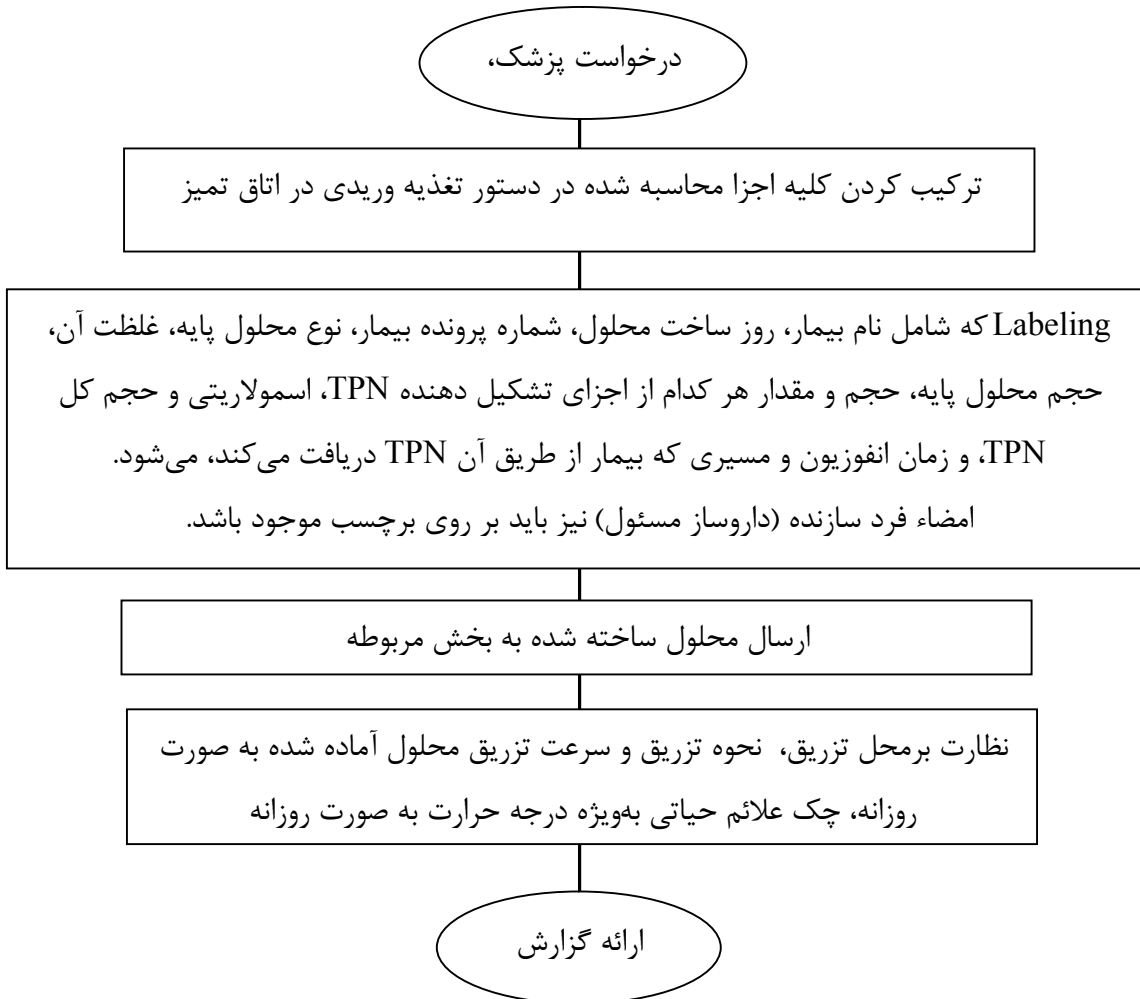 درخواست پزشک،
ترکیب کردن کلیه اجزا محاسبه شده در دستور تغذیه وریدی در اتاق تمیز
Labeling که شامل نام بیمار، روز ساخت محلول، شماره پرونده بیمار، نوع محلول پایه، غلظت آن،
حجم محلول پایه، حجم و مقدار هر کدام از اجزای تشکیل دهنده TPN، اسمولاریتی و حجم کل
TPN، و زمان انفوزیون و مسیری که بیمار از طریق آن TPN دریافت می‌کند، می‌شود.
امضاء فرد سازنده (داروساز مسئول) نیز باید بر روی برچسب موجود باشد.
ارسال محلول ساخته شده به بخش مربوطه
نظارت برمحل تزریق، نحوه تزریق و سرعت تزریق محلول آماده شده به صورت
روزانه، چک علائم حیاتی به‌ویژه درجه حرارت به صورت روزانه
ارائه گزارش